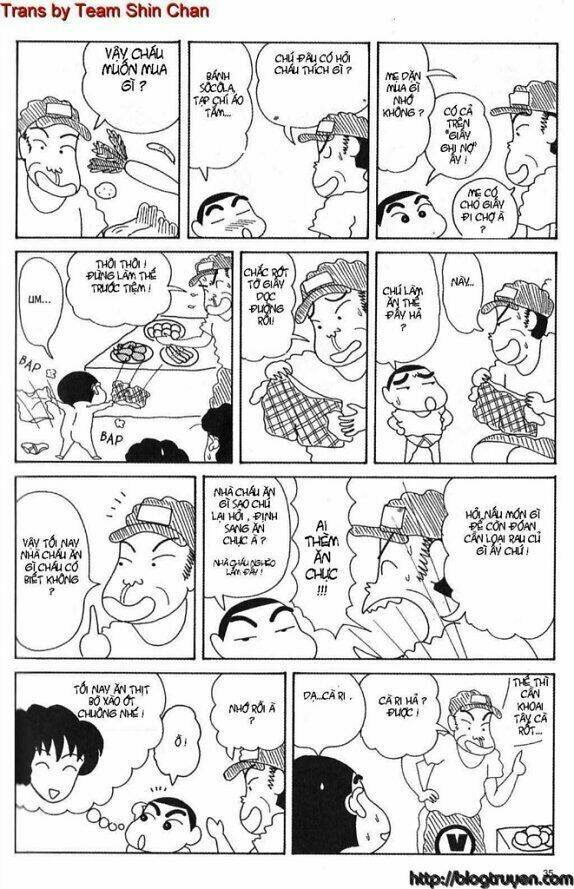 Trans by Team Shin Chan
VẬY CHÁU
MUỐN MUA
GÌ ?
BÁNH
SÔCÔLA,
TẠP CHÍ ÁO
TẮM...
CHÚ ĐÂU CÓ HỎI
CHÁU THÍCH GÌ ?
MẸ DẶN
MUA GÌ
NHỚ
KHÔNG ?
CÓ CẢ
TRÊN
"GIẤY
GHI NỢ"
ẤY !
MẸ CÓ
CHO GIẤY
ĐI CHỢ À
?
UM...
THÔI THÔI !
ĐỪNG LÀM THẾ
TRƯỚC TIỆM !
BẠP
BẠP
BẠP
CHẮC RỚT
TỜ GIẤY
DỌC
ĐƯỜNG
RỒI!
CHÚ LÀM
ĂN THẾ
ĐẤY HẢ
?
NÀY...
VẬY TỐI NAY
NHÀ CHÁU ĂN
GÌ CHÁU CÓ
BIẾT KHÔNG
?
NHÀ CHÁU ĂN
GÌ SAO CHÚ
LẠI HỎI , ĐỊNH
SANG ĂN
CHỰC À ?
NHÀ CHÁU NGHÈO
LẮM ĐẤY !
AI
THÈM
ĂN
CHỰC
!!!
HỎI NẤU MÓN GÌ
ĐỂ CÒN ĐOÁN
CẦN LOẠI RAU CỦ
GÌ ẤY CHỨ !
TỐI NAY ĂN THỊT
BÒ XÀO ỚT
CHUÔNG NHÉ !
Ồ !
NHỚ RỒI À
?
DẠ...CÀ RI .
CÀ RI HẢ ?
ĐƯỢC !
THẾ THÌ
CẦN
KHOAI
TÂY CÀ
RỐT...
V
35
http://blogtruyen.com